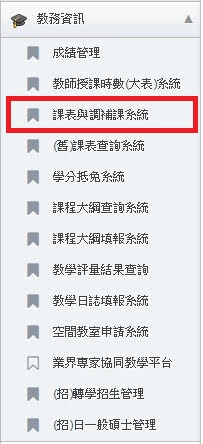 教務資訊
成績管理
教師授課時數(大表)系統
課表與調補課系統
(舊)課表查詢系統
學分抵免系統
課程大綱查詢系統
課程大綱填報系統
教學評量結果查詢
教學日誌填報系統
空間教室申請系統
業界專家協同教學平台
(招)轉學招生管理
(招)日一般碩士管理